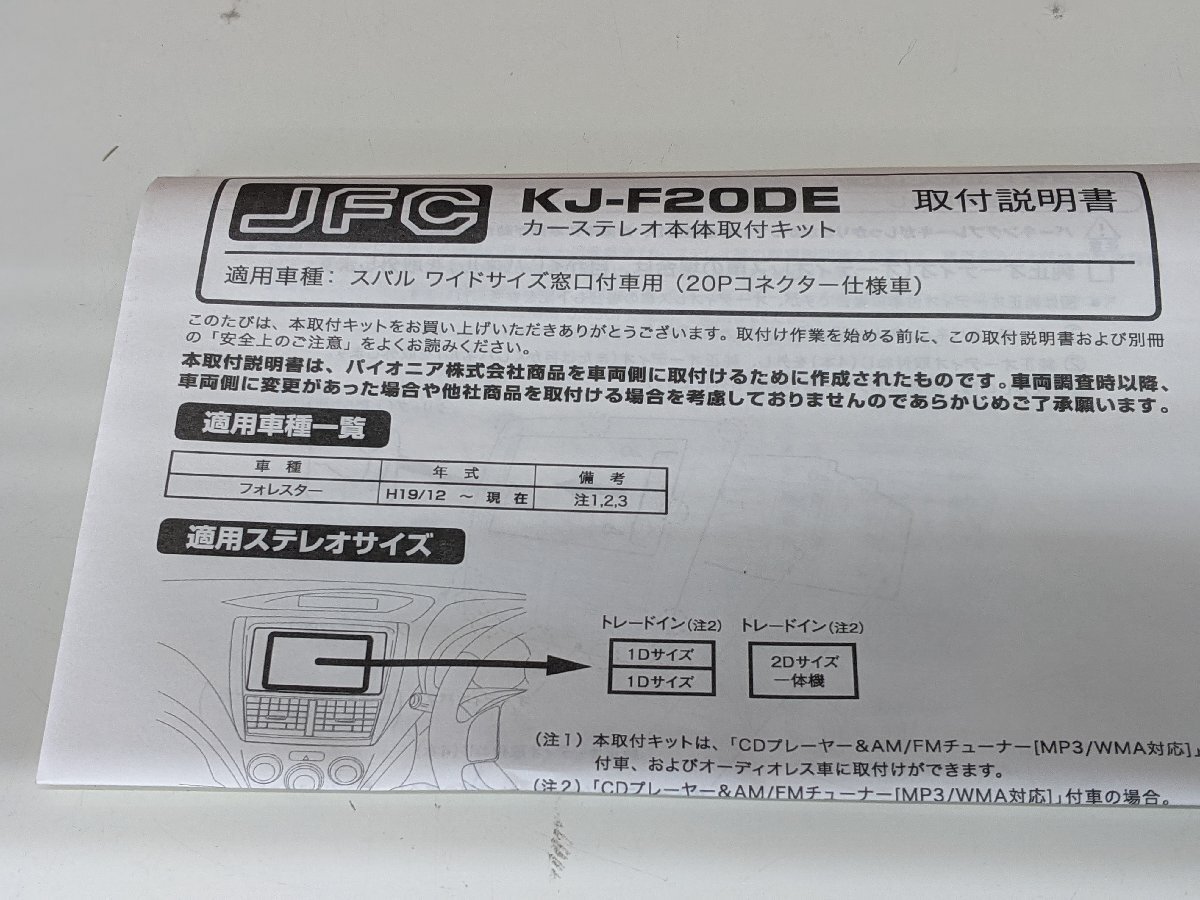 JFC KJ-F20DE 取付説明書
カーステレオ本体取付キット
適用車種: スバル ワイドサイズ窓口付車用（20Pコネクター仕様車）
このたびは、本取付キットをお買い上げいただきありがとうございます。取付け作業を始める前に、この取付説明書および別冊
の「安全上のご注意」をよくお読みください。
本取付説明書は、パイオニア株式会社商品を車両側に取付けるために作成されたものです。車両調査時以降、
車両側に変更があった場合や他社商品を取付ける場合を考慮しておりませんのであらかじめご了承願います。
適用車種一覧
車 種 年 式 備 考
フォレスター H19/12 ～ 現 在 注1,2,3
適用ステレオサイズ
トレードイン（注2） トレードイン（注2）
1Dサイズ
1Dサイズ
2Dサイズ
一体機
（注1）本取付キットは、「CDプレーヤー&AM/FMチューナー[MP3/WMA対応]」
付車、およびオーディオレス車に取付けができます。
（注2）「CDプレーヤー&AM/FMチューナー[MP3/WMA対応]」付車の場合。